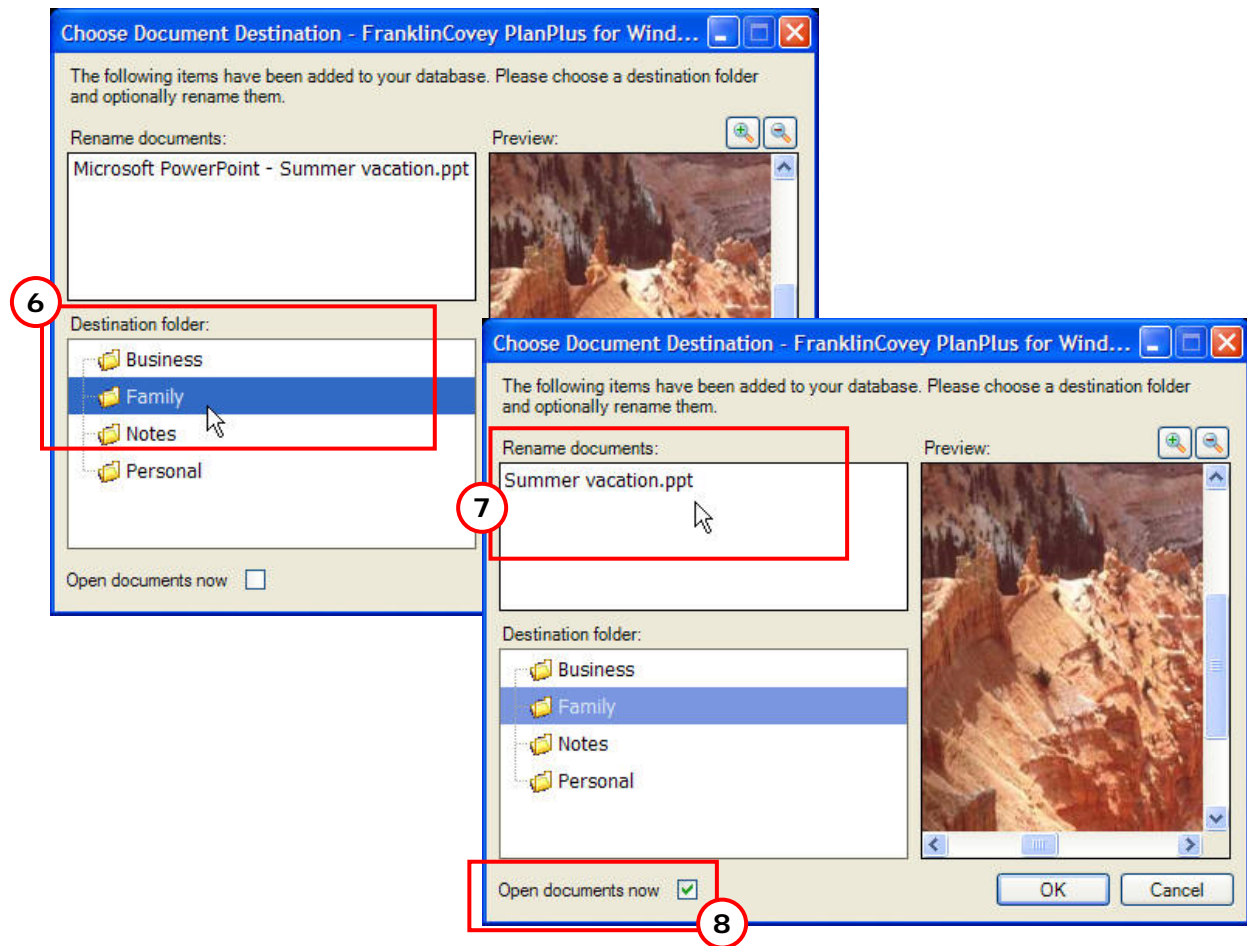 Choose Document Destination - FranklinCovey PlanPlus for Wind...
The following items have been added to your database. Please choose a destination folder
and optionally rename them.
Rename documents:
Preview:
Microsoft PowerPoint - Summer vacation.ppt
6
Destination folder:
Business
Family
Notes
Personal
Open documents now
Choose Document Destination - FranklinCovey PlanPlus for Wind...
The following items have been added to your database. Please choose a destination folder
and optionally rename them.
Rename documents:
Preview:
Summer vacation.ppt
7
Destination folder:
Business
Family
Notes
Personal
Open documents now
OK
Cancel
8